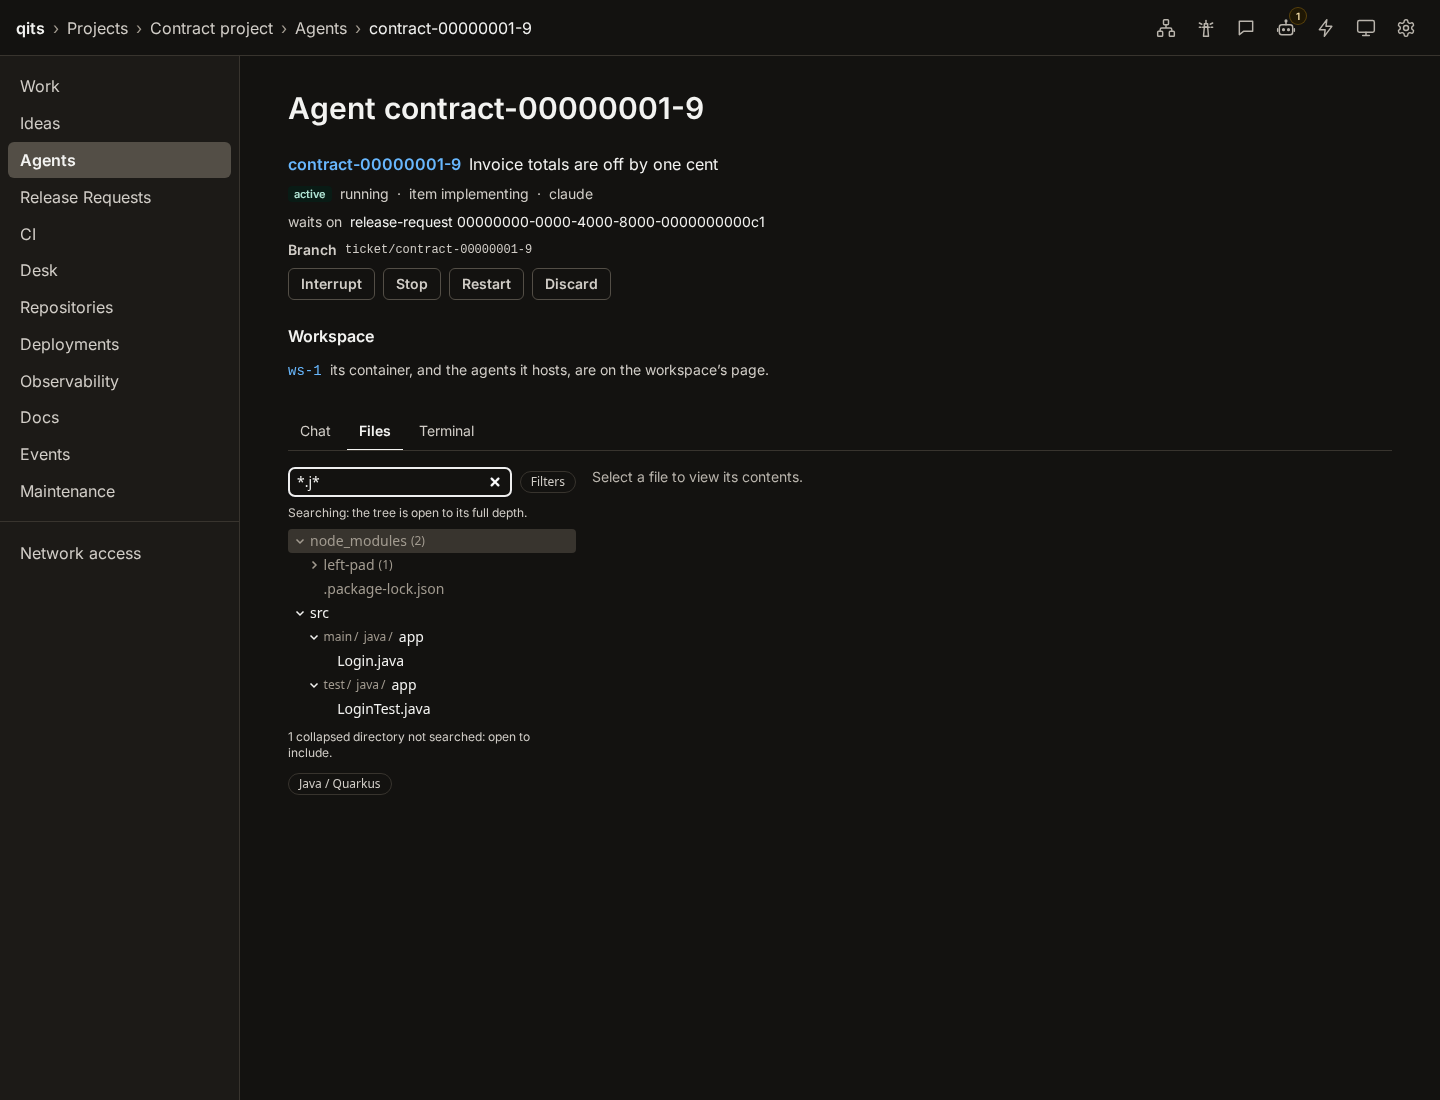 qits › Projects › Contract project › Agents › contract-00000001-9
1
Work
Ideas
Agents
Release Requests
CI
Desk
Repositories
Deployments
Observability
Docs
Events
Maintenance
Network access
Agent contract-00000001-9
contract-00000001-9 Invoice totals are off by one cent
active running · item implementing · claude
waits on release-request 00000000-0000-4000-8000-0000000000c1
Branch ticket/contract-00000001-9
Interrupt Stop Restart Discard
Workspace
ws-1 its container, and the agents it hosts, are on the workspace’s page.
Chat Files Terminal
*.j* Filters
Select a file to view its contents.
Searching: the tree is open to its full depth.
node_modules (2)
left-pad (1)
.package-lock.json
src
main/ java/ app
Login.java
test/ java/ app
LoginTest.java
1 collapsed directory not searched: open to
include.
Java / Quarkus